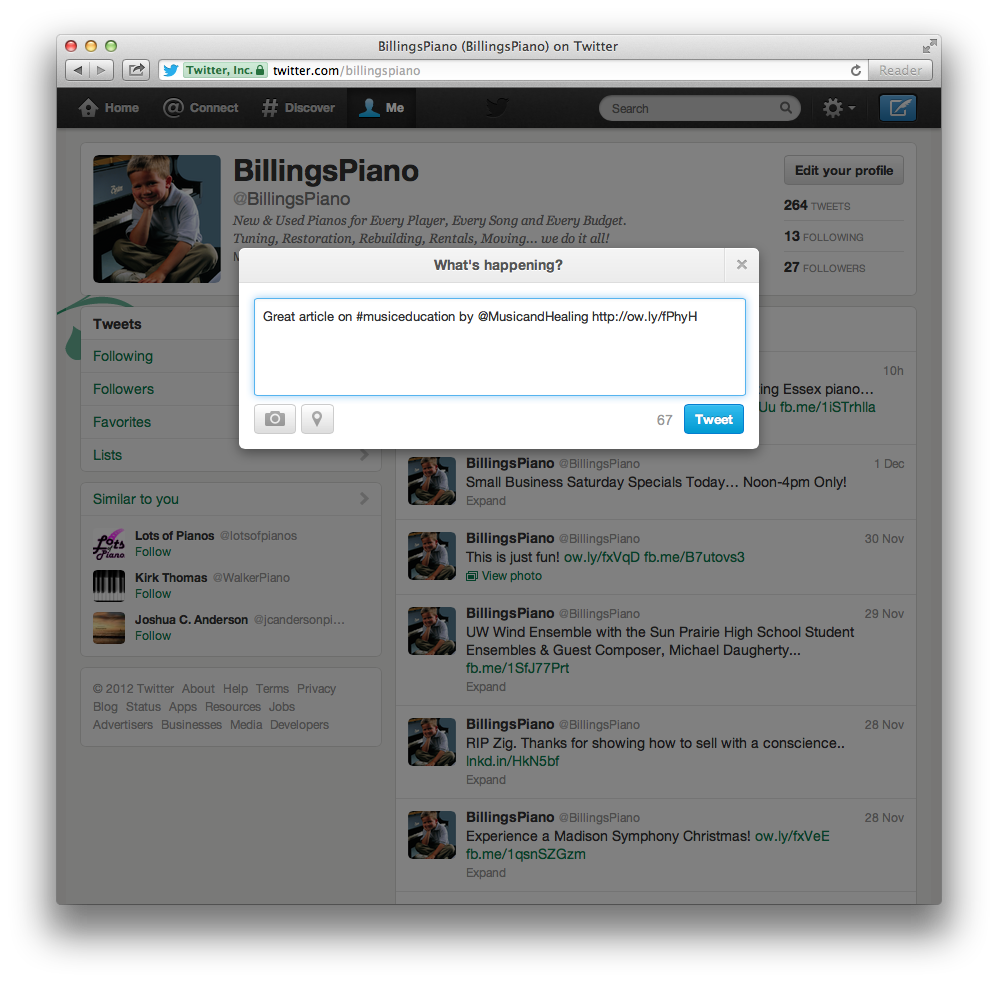 BillingsPiano (BillingsPiano) on Twitter
Twitter, Inc. twitter.com/billingspiano
Reader
Home
Connect
Discover
Me
Search
BillingsPiano
@BillingsPiano
New & Used Pianos for Every Player, Every Song and Every Budget.
Tuning, Restoration, Rebuilding, Rentals, Moving... we do it all!
Edit your profile
264 TWEETS
13 FOLLOWING
27 FOLLOWERS
What's happening?
Great article on #musiceducation by @MusicandHealing http://ow.ly/fPhyH
67
Tweet
Tweets
Following
Followers
Favorites
Lists
Similar to you
Lots of Pianos @lotsofpianos
Follow
Kirk Thomas @WalkerPiano
Follow
Joshua C. Anderson @jcandersonpi...
Follow
© 2012 Twitter About Help Terms Privacy
Blog Status Apps Resources Jobs
Advertisers Businesses Media Developers
10h
Essex piano...
fb.me/1iSTrhlla
BillingsPiano @BillingsPiano 1 Dec
Small Business Saturday Specials Today... Noon-4pm Only!
Expand
BillingsPiano @BillingsPiano 30 Nov
This is just fun! ow.ly/fxVqD fb.me/B7utovs3
View photo
BillingsPiano @BillingsPiano 29 Nov
UW Wind Ensemble with the Sun Prairie High School Student
Ensembles & Guest Composer, Michael Daugherty...
fb.me/1SfJ77Prt
Expand
BillingsPiano @BillingsPiano 28 Nov
RIP Zig. Thanks for showing how to sell with a conscience..
lnkd.in/HkN5bf
Expand
BillingsPiano @BillingsPiano 28 Nov
Experience a Madison Symphony Christmas! ow.ly/fxVeE
fb.me/1qsnSZGzm
Expand